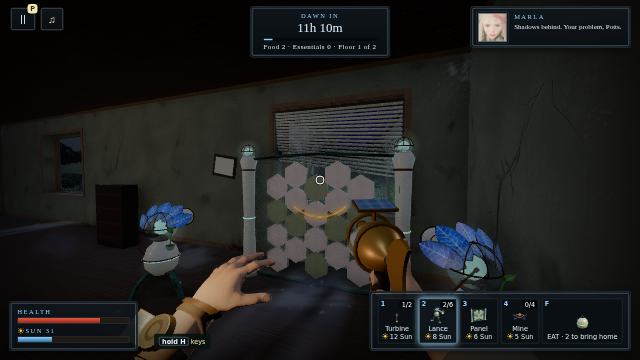 P
DAWN IN
11h 10m
Food 2 · Essentials 0 · Floor 1 of 2
MARLA
Shadows behind. Your problem, Potts.
HEALTH
SUN 51
hold H keys
1 1/2
Turbine
12 Sun
2 2/6
Lance
8 Sun
3
Panel
6 Sun
4 0/4
Mine
5 Sun
F
EAT · 2 to bring home